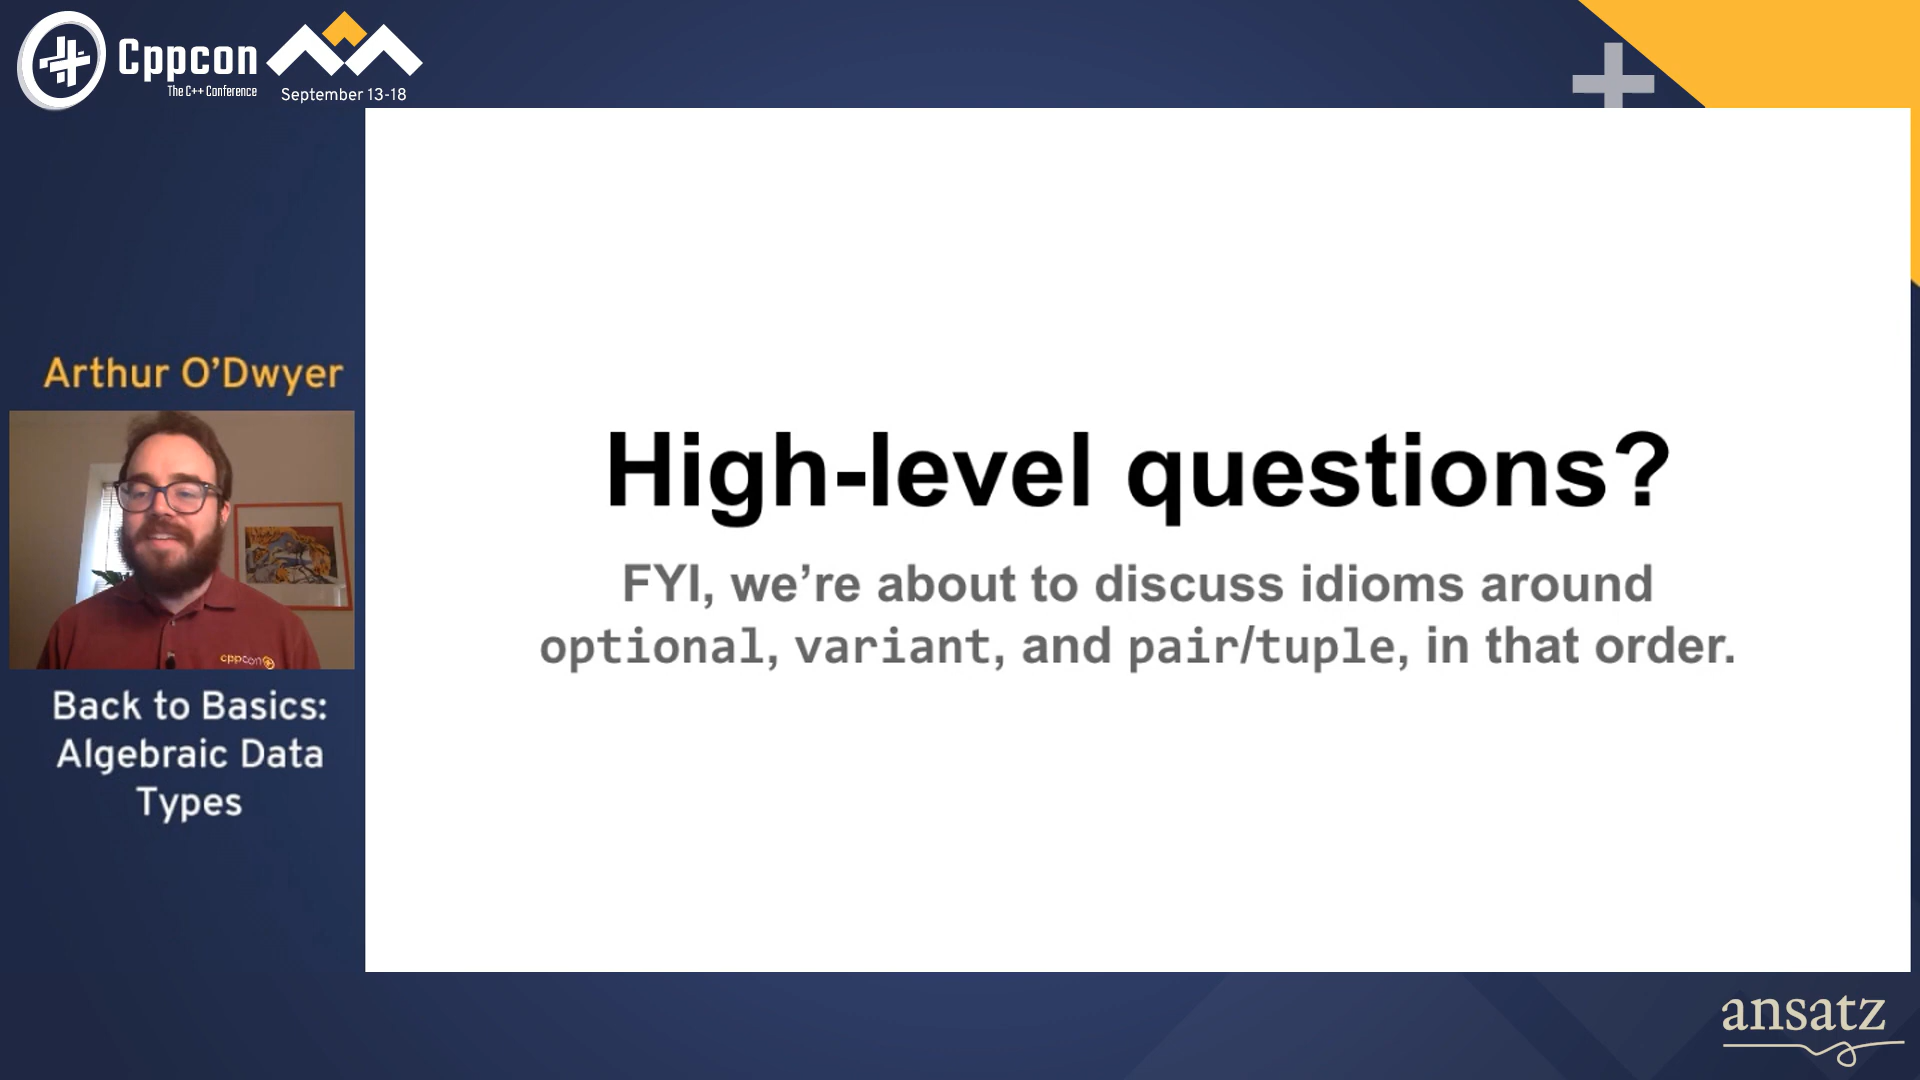 Cppcon
The C++ Conference
September 13-18
Arthur O’Dwyer
cppcon
Back to Basics:
Algebraic Data
Types
High-level questions?
FYI, we’re about to discuss idioms around
optional, variant, and pair/tuple, in that order.
ansatz